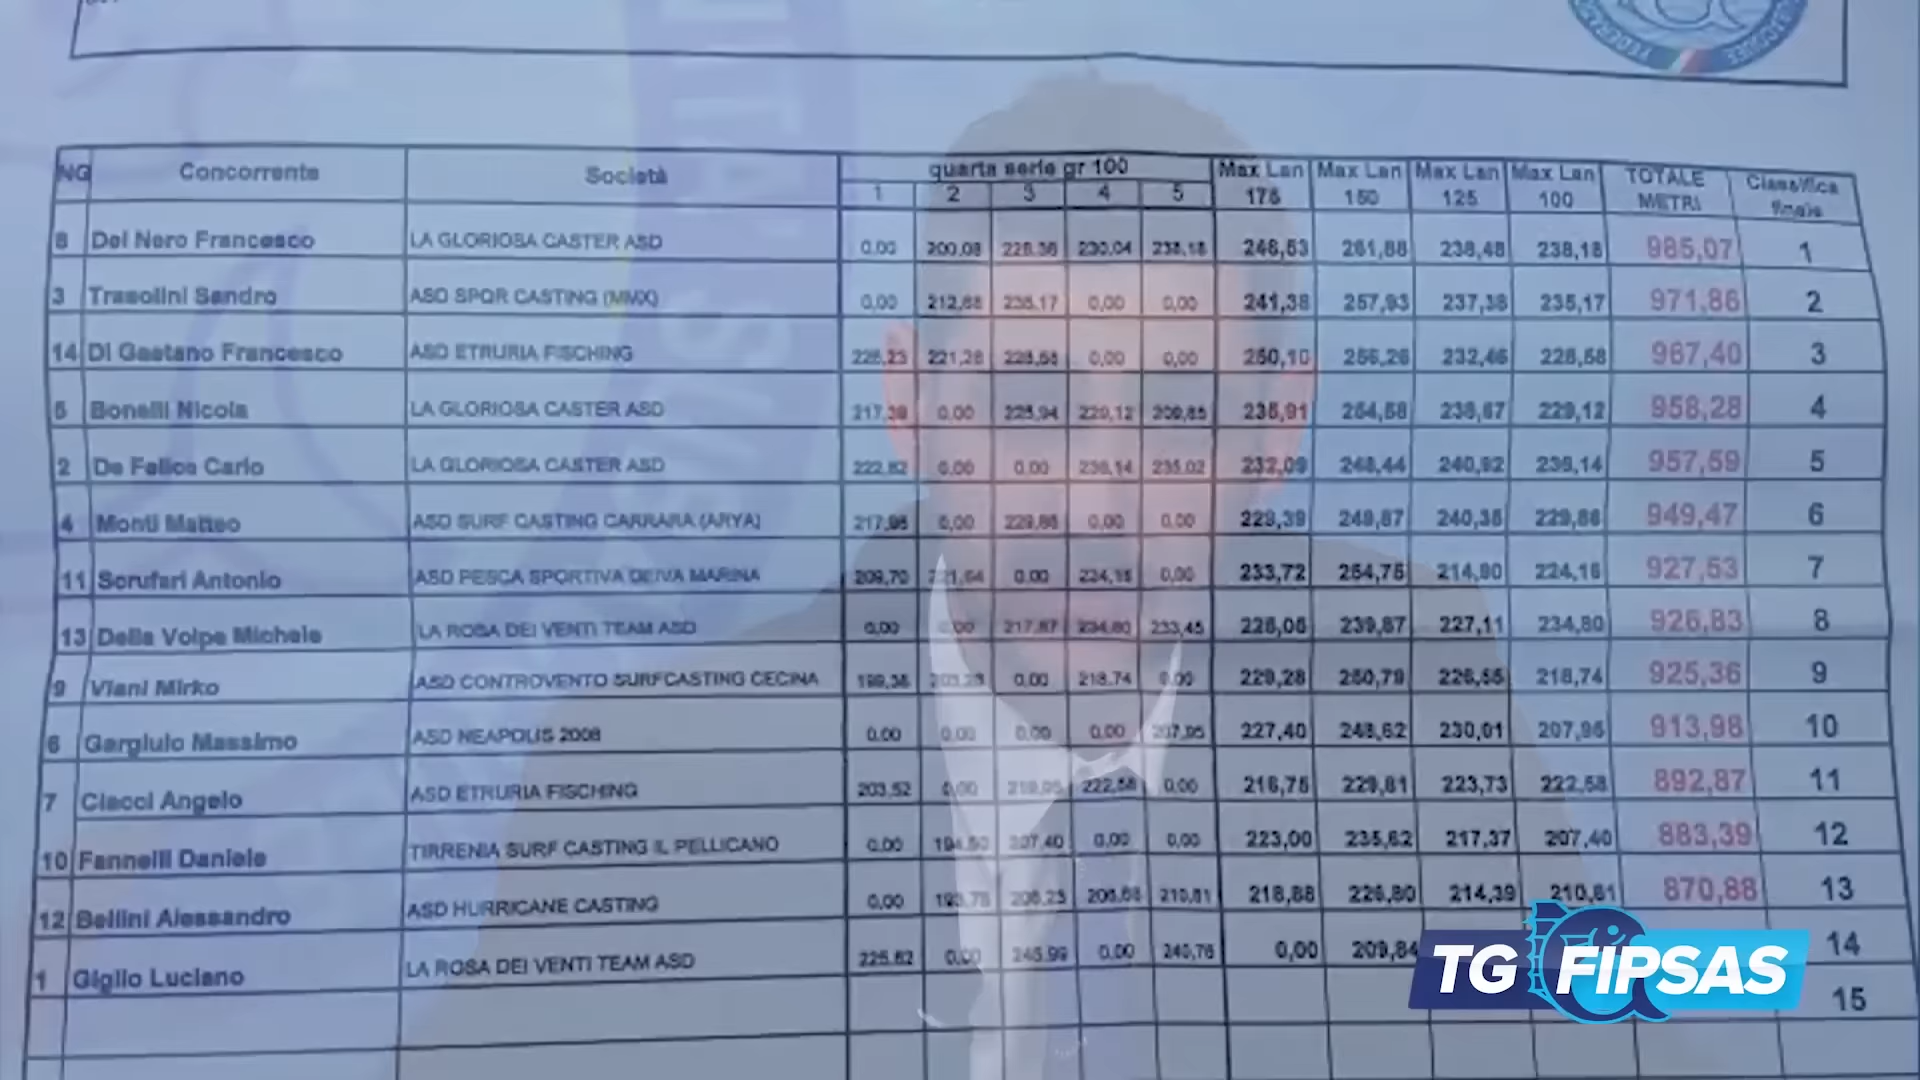 NG Concorrente Società quarta serie gr 100 Max Lan Max Lan Max Lan Max Lan TOTALE Classifica
1 2 3 4 5 175 150 125 100 METRI finale
8 Del Nero Francesco LA GLORIOSA CASTER ASD 0,00 200,08 226,36 230,04 238,18 246,53 261,88 238,48 238,18 985,07 1
3 Trasolini Sandro ASD SPOR CASTING (MMX) 0,00 212,88 235,17 0,00 0,00 241,38 257,93 237,38 235,17 971,86 2
14 Di Gaetano Francesco ASD ETRURIA FISCHING 226,23 221,28 228,58 0,00 0,00 250,10 256,26 232,46 228,58 967,40 3
5 Bonelli Nicola LA GLORIOSA CASTER ASD 217,39 0,00 225,94 229,12 209,85 235,91 254,58 238,67 229,12 958,28 4
2 De Felice Carlo LA GLORIOSA CASTER ASD 222,82 0,00 0,00 236,14 235,02 232,09 248,44 240,92 236,14 957,59 5
4 Monti Matteo ASD SURF CASTING CARRARA (ARYA) 217,95 0,00 229,86 0,00 0,00 229,39 249,87 240,35 229,86 949,47 6
11 Scrufari Antonio ASD PESCA SPORTIVA DEIVA MARINA 209,70 221,64 0,00 224,16 0,00 233,72 254,75 214,90 224,16 927,53 7
13 Della Volpe Michele LA ROSA DEI VENTI TEAM ASD 0,00 0,00 217,87 234,80 233,45 225,05 239,87 227,11 234,80 926,83 8
9 Viani Mirko ASD CONTROVENTO SURFCASTING CECINA 199,36 203,23 0,00 218,74 0,00 229,28 250,79 226,55 218,74 925,36 9
6 Gargiulo Massimo ASD NEAPOLIS 2008 0,00 0,00 0,00 0,00 207,95 227,40 248,62 230,01 207,95 913,98 10
7 Ciacci Angelo ASD ETRURIA FISCHING 203,52 0,00 219,05 222,58 0,00 216,75 229,81 223,73 222,58 892,87 11
10 Fannelli Daniele TIRRENIA SURF CASTING IL PELLICANO 0,00 194,50 207,40 0,00 0,00 223,00 235,62 217,37 207,40 883,39 12
12 Bellini Alessandro ASD HURRICANE CASTING 0,00 206,23 210,81 218,88 226,80 214,39 210,81 870,88 13
1 Giglio Luciano LA ROSA DEI VENTI TEAM ASD 225,62 0,00 245,99 0,00 240,76 0,00 209,84 14
15
TG FIPSAS